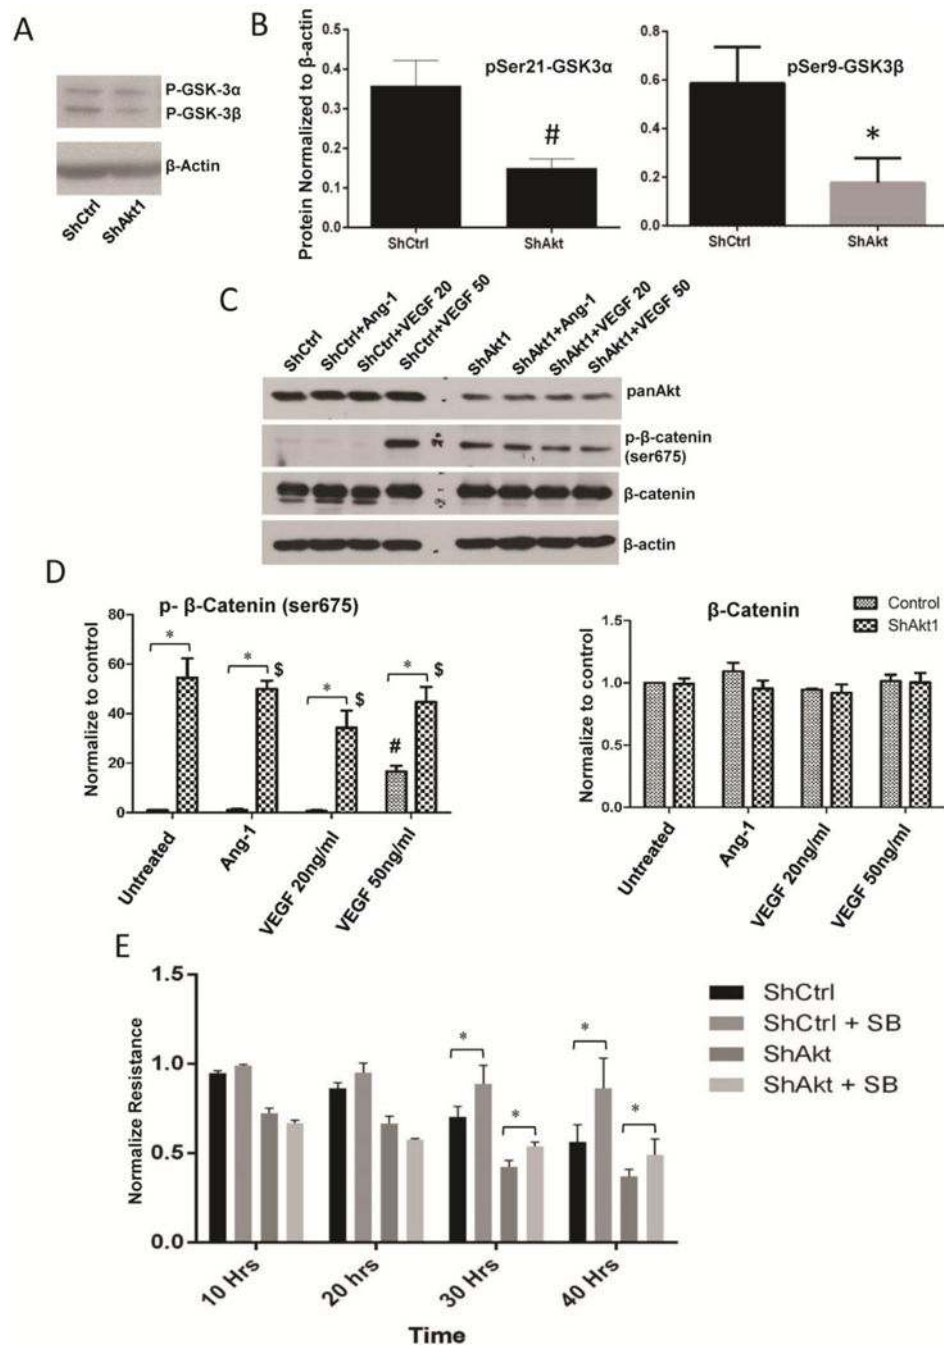 A
P-GSK-3α
P-GSK-3β
β-Actin
ShCtrl
ShAkt1
B
Protein Normalized to β-actin
0.4
0.3
0.2
0.1
0.0
pSer21-GSK3α
#
ShCtrl
ShAkt
0.8
0.6
0.4
0.2
0.0
pSer9-GSK3β
*
ShCtrl
ShAkt
C
ShCtrl
ShCtrl+Ang-1
ShCtrl+VEGF 20
ShCtrl+VEGF 50
ShAkt1
ShAkt1+Ang-1
ShAkt1+VEGF 20
ShAkt1+VEGF 50
panAkt
p-β-catenin
(ser675)
β-catenin
β-actin
D
p- β-Catenin (ser675)
Normalize to control
80
60
40
20
0
*
*
$
*
$
#
*
$
Untreated
Ang-1
VEGF 20ng/ml
VEGF 50ng/ml
β-Catenin
Control
ShAkt1
Normalize to control
1.5
1.0
0.5
0.0
Untreated
Ang-1
VEGF 20ng/ml
VEGF 50ng/ml
E
Normalize Resistance
1.5
1.0
0.5
0.0
*
*
*
*
ShCtrl
ShCtrl + SB
ShAkt
ShAkt + SB
10 Hrs
20 hrs
30 Hrs
40 Hrs
Time